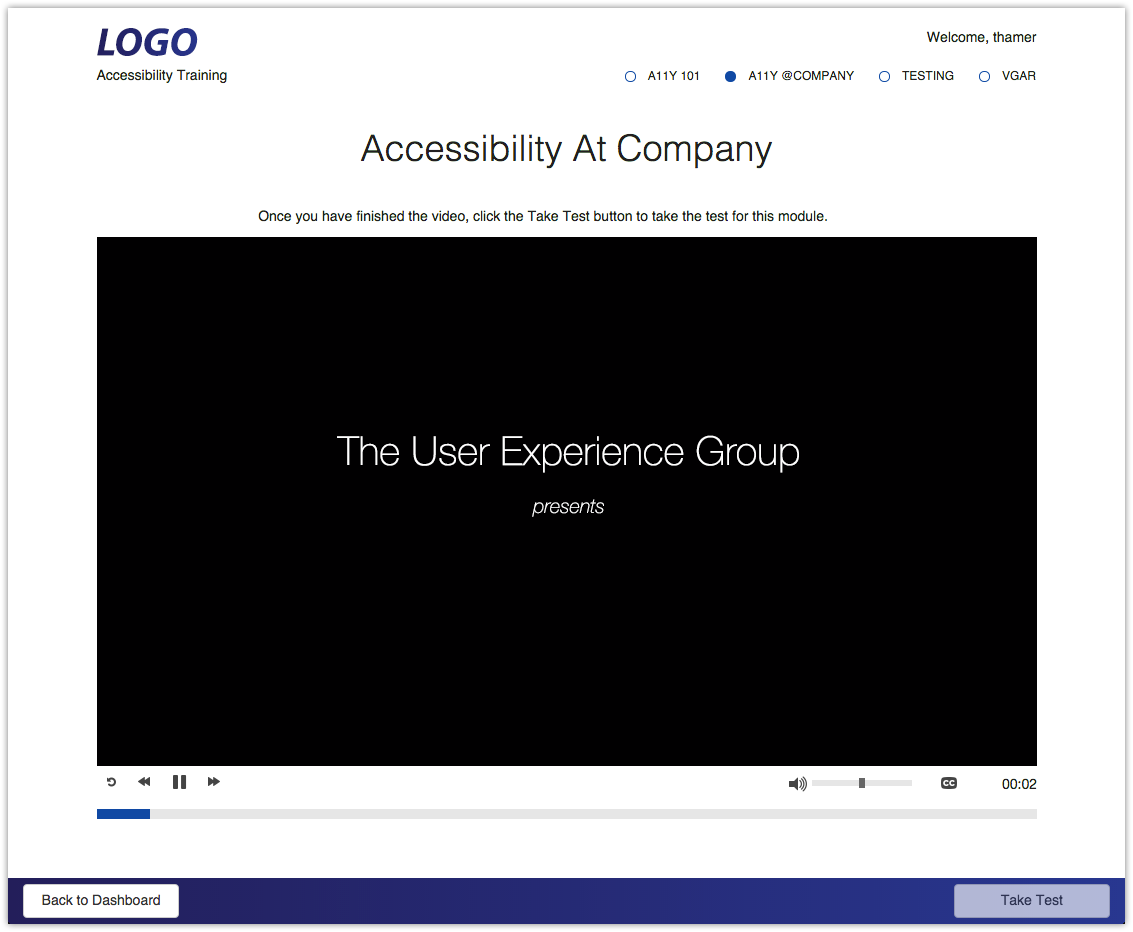 LOGO
Welcome, thamer
Accessibility Training
A11Y 101 A11Y @COMPANY TESTING VGAR
Accessibility At Company
Once you have finished the video, click the Take Test button to take the test for this module.
The User Experience Group
presents
CC 00:02
Back to Dashboard Take Test